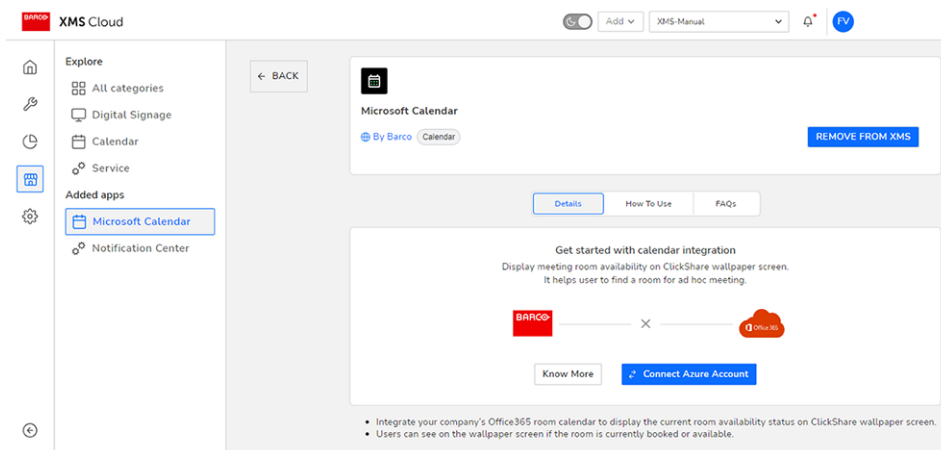 BARCO XMS Cloud
Add
XMS-Manual
FV
Explore
All categories
Digital Signage
Calendar
Service
Added apps
Microsoft Calendar
Notification Center
← BACK
Microsoft Calendar
By Barco Calendar
REMOVE FROM XMS
Details How To Use FAQs
Get started with calendar integration
Display meeting room availability on ClickShare wallpaper screen.
It helps user to find a room for ad hoc meeting.
BARCO
Office 365
Know More
Connect Azure Account
• Integrate your company's Office365 room calendar to display the current room availability status on ClickShare wallpaper screen.
• Users can see on the wallpaper screen if the room is currently booked or available.